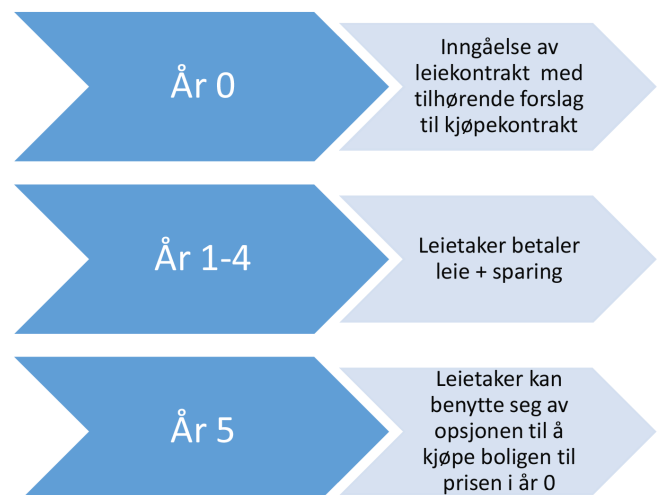 År 0
Inngåelse av
leiekontrakt med
tilhørende forslag
til kjøpekontrakt
År 1-4
Leietaker betaler
leie + sparing
År 5
Leietaker kan
benytte seg av
opsjonen til å
kjøpe boligen til
prisen i år 0